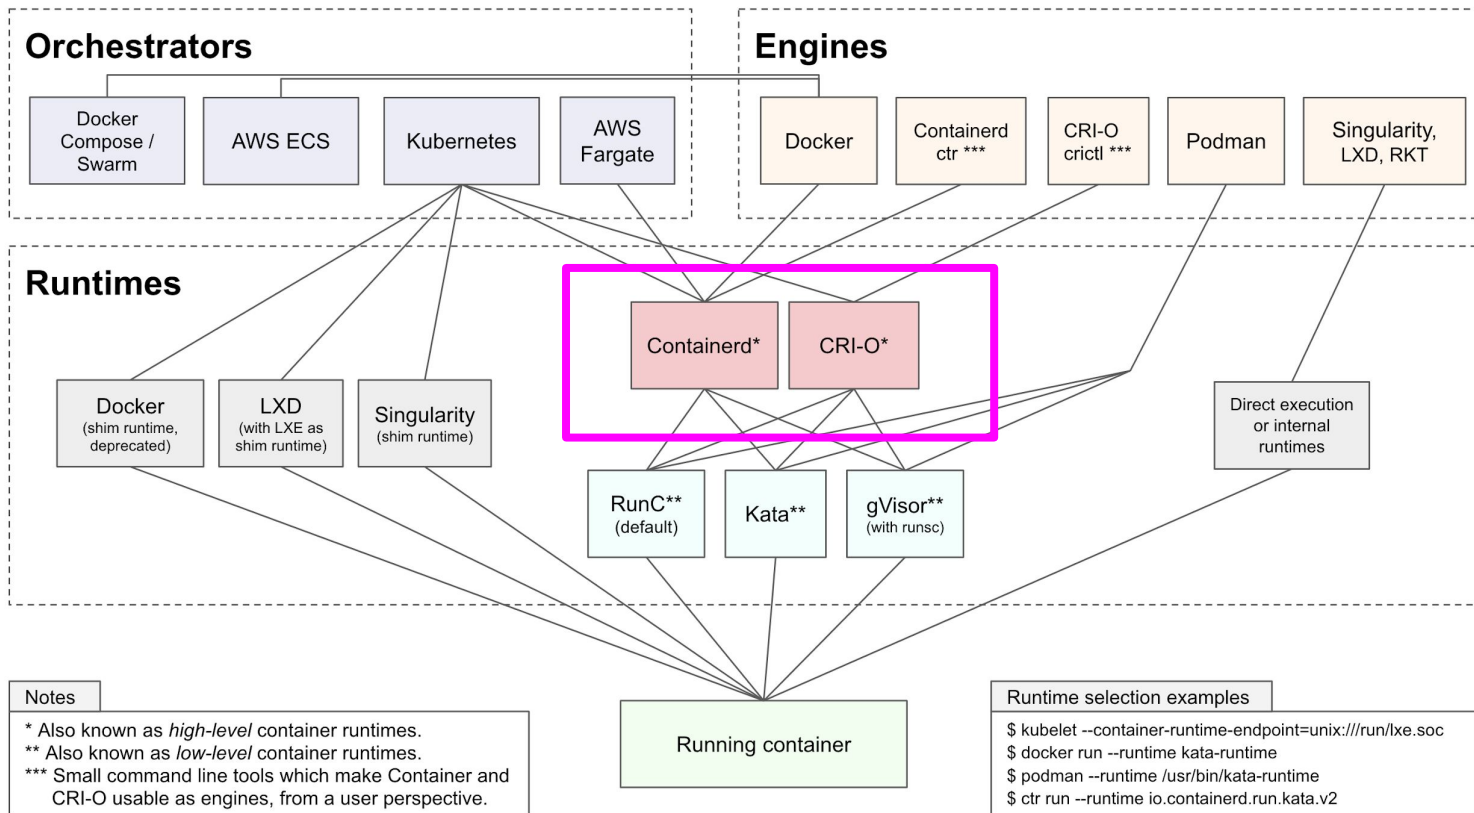 Orchestrators
Engines
Docker
Compose /
Swarm
AWS ECS
Kubernetes
AWS
Fargate
Docker
Containerd
ctr ***
CRI-O
crictl ***
Podman
Singularity,
LXD, RKT
Runtimes
Containerd*
CRI-O*
Docker
(shim runtime,
deprecated)
LXD
(with LXE as
shim runtime)
Singularity
(shim runtime)
Direct execution
or internal
runtimes
RunC**
(default)
Kata**
gVisor**
(with runsc)
Running container
Notes
* Also known as high-level container runtimes.
** Also known as low-level container runtimes.
*** Small command line tools which make Container and
CRI-O usable as engines, from a user perspective.
Runtime selection examples
$ kubelet --container-runtime-endpoint=unix:///run/lxe.soc
$ docker run --runtime kata-runtime
$ podman --runtime /usr/bin/kata-runtime
$ ctr run --runtime io.containerd.run.kata.v2